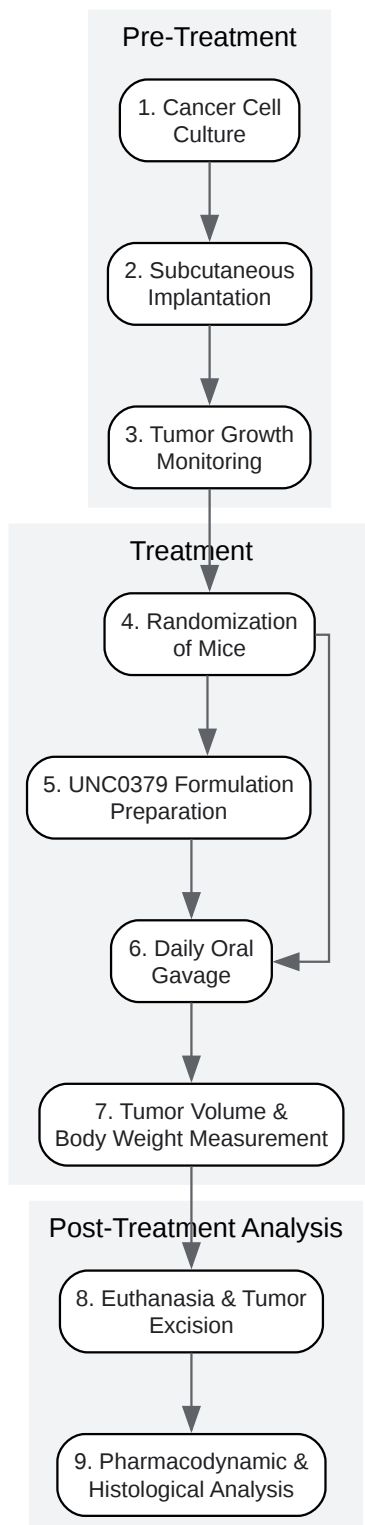 Pre-Treatment
1. Cancer Cell
Culture
2. Subcutaneous
Implantation
3. Tumor Growth
Monitoring
Treatment
4. Randomization
of Mice
5. UNC0379 Formulation
Preparation
6. Daily Oral
Gavage
7. Tumor Volume &
Body Weight Measurement
Post-Treatment Analysis
8. Euthanasia & Tumor
Excision
9. Pharmacodynamic &
Histological Analysis